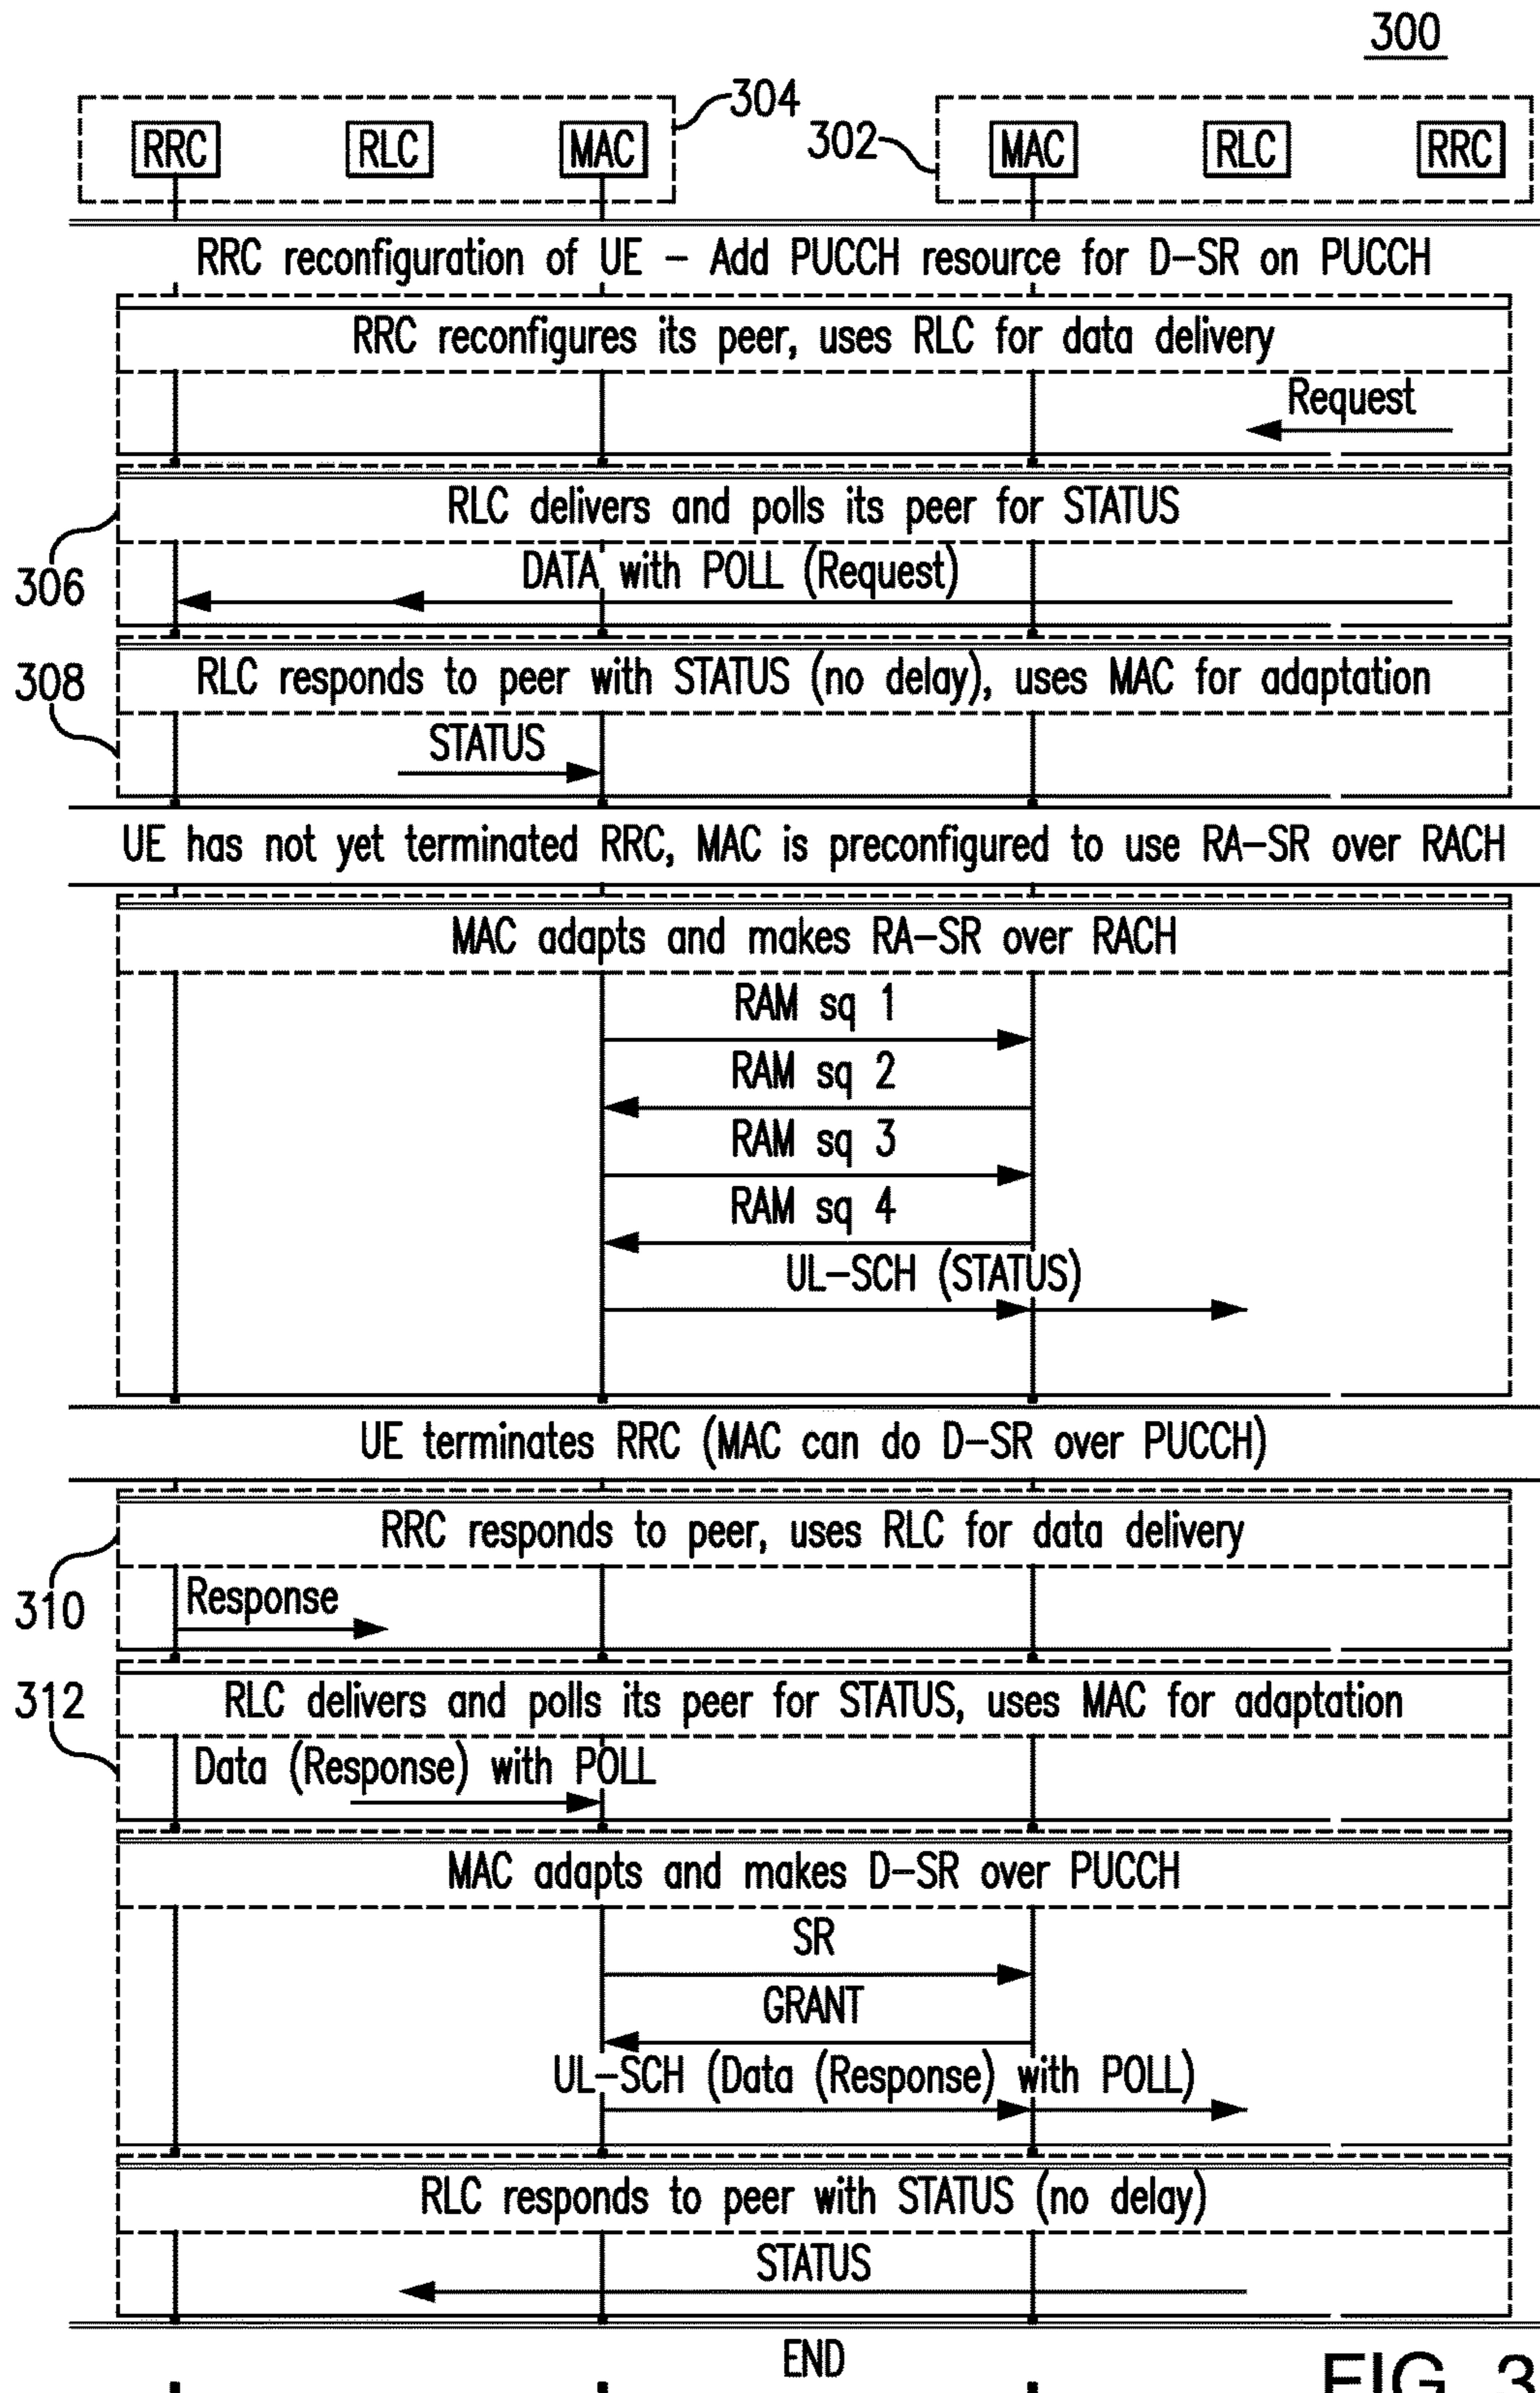 300
304
302
RRC RLC MAC MAC RLC RRC
RRC reconfiguration of UE – Add PUCCH resource for D–SR on PUCCH
RRC reconfigures its peer, uses RLC for data delivery
Request
RLC delivers and polls its peer for STATUS
306
DATA with POLL (Request)
308
RLC responds to peer with STATUS (no delay), uses MAC for adaptation
STATUS
UE has not yet terminated RRC, MAC is preconfigured to use RA–SR over RACH
MAC adapts and makes RA–SR over RACH
RAM sq 1
RAM sq 2
RAM sq 3
RAM sq 4
UL–SCH (STATUS)
UE terminates RRC (MAC can do D–SR over PUCCH)
RRC responds to peer, uses RLC for data delivery
310
Response
312
RLC delivers and polls its peer for STATUS, uses MAC for adaptation
Data (Response) with POLL
MAC adapts and makes D–SR over PUCCH
SR
GRANT
UL–SCH (Data (Response) with POLL)
RLC responds to peer with STATUS (no delay)
STATUS
END
FIG. 3